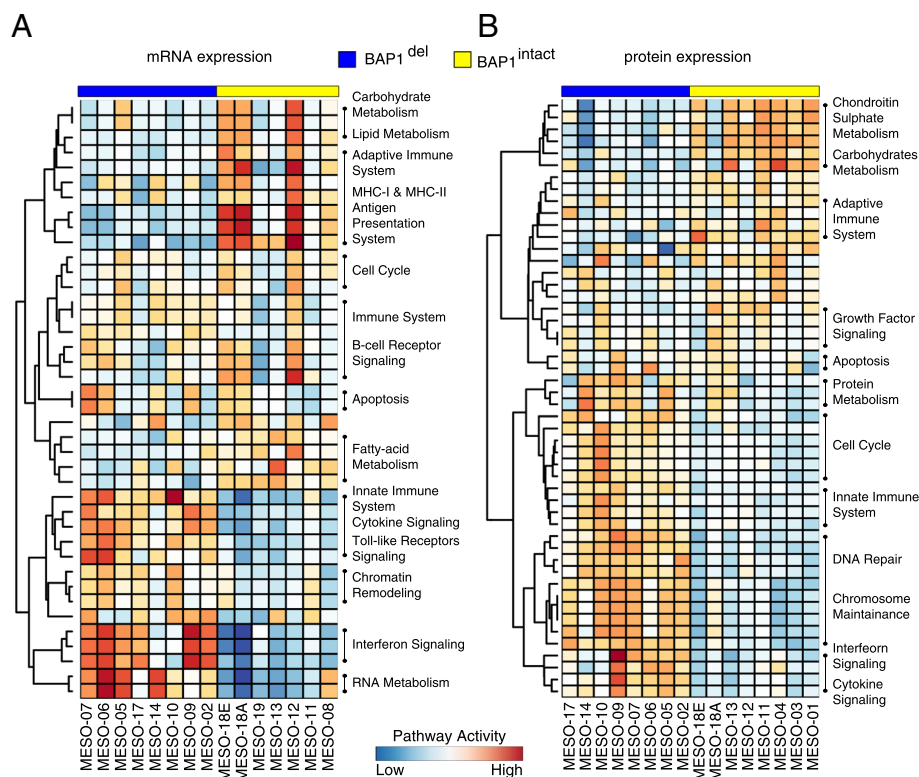 A
B
mRNA expression
BAP1 del
BAP1 intact
protein expression
Carbohydrate
Metabolism
Lipid Metabolism
Adaptive Immune
System
MHC-I & MHC-II
Antigen
Presentation
System
Cell Cycle
Immune System
B-cell Receptor
Signaling
Apoptosis
Fatty-acid
Metabolism
Innate Immune
System
Cytokine Signaling
Toll-like Receptors
Signaling
Chromatin
Remodeling
Interferon Signaling
RNA Metabolism
MESO-07
MESO-06
MESO-05
MESO-17
MESO-14
MESO-10
MESO-09
MESO-02
MESO-18E
MESO-18A
MESO-19
MESO-13
MESO-12
MESO-11
MESO-08
Chondroitin
Sulphate
Metabolism
Carbohydrates
Metabolism
Adaptive
Immune
System
Growth Factor
Signaling
Apoptosis
Protein
Metabolism
Cell Cycle
Innate Immune
System
DNA Repair
Chromosome
Maintainance
Interfeorn
Signaling
Cytokine
Signaling
MESO-17
MESO-14
MESO-10
MESO-09
MESO-07
MESO-06
MESO-05
MESO-02
MESO-18E
MESO-18A
MESO-13
MESO-12
MESO-11
MESO-04
MESO-03
MESO-01
Pathway Activity
Low High